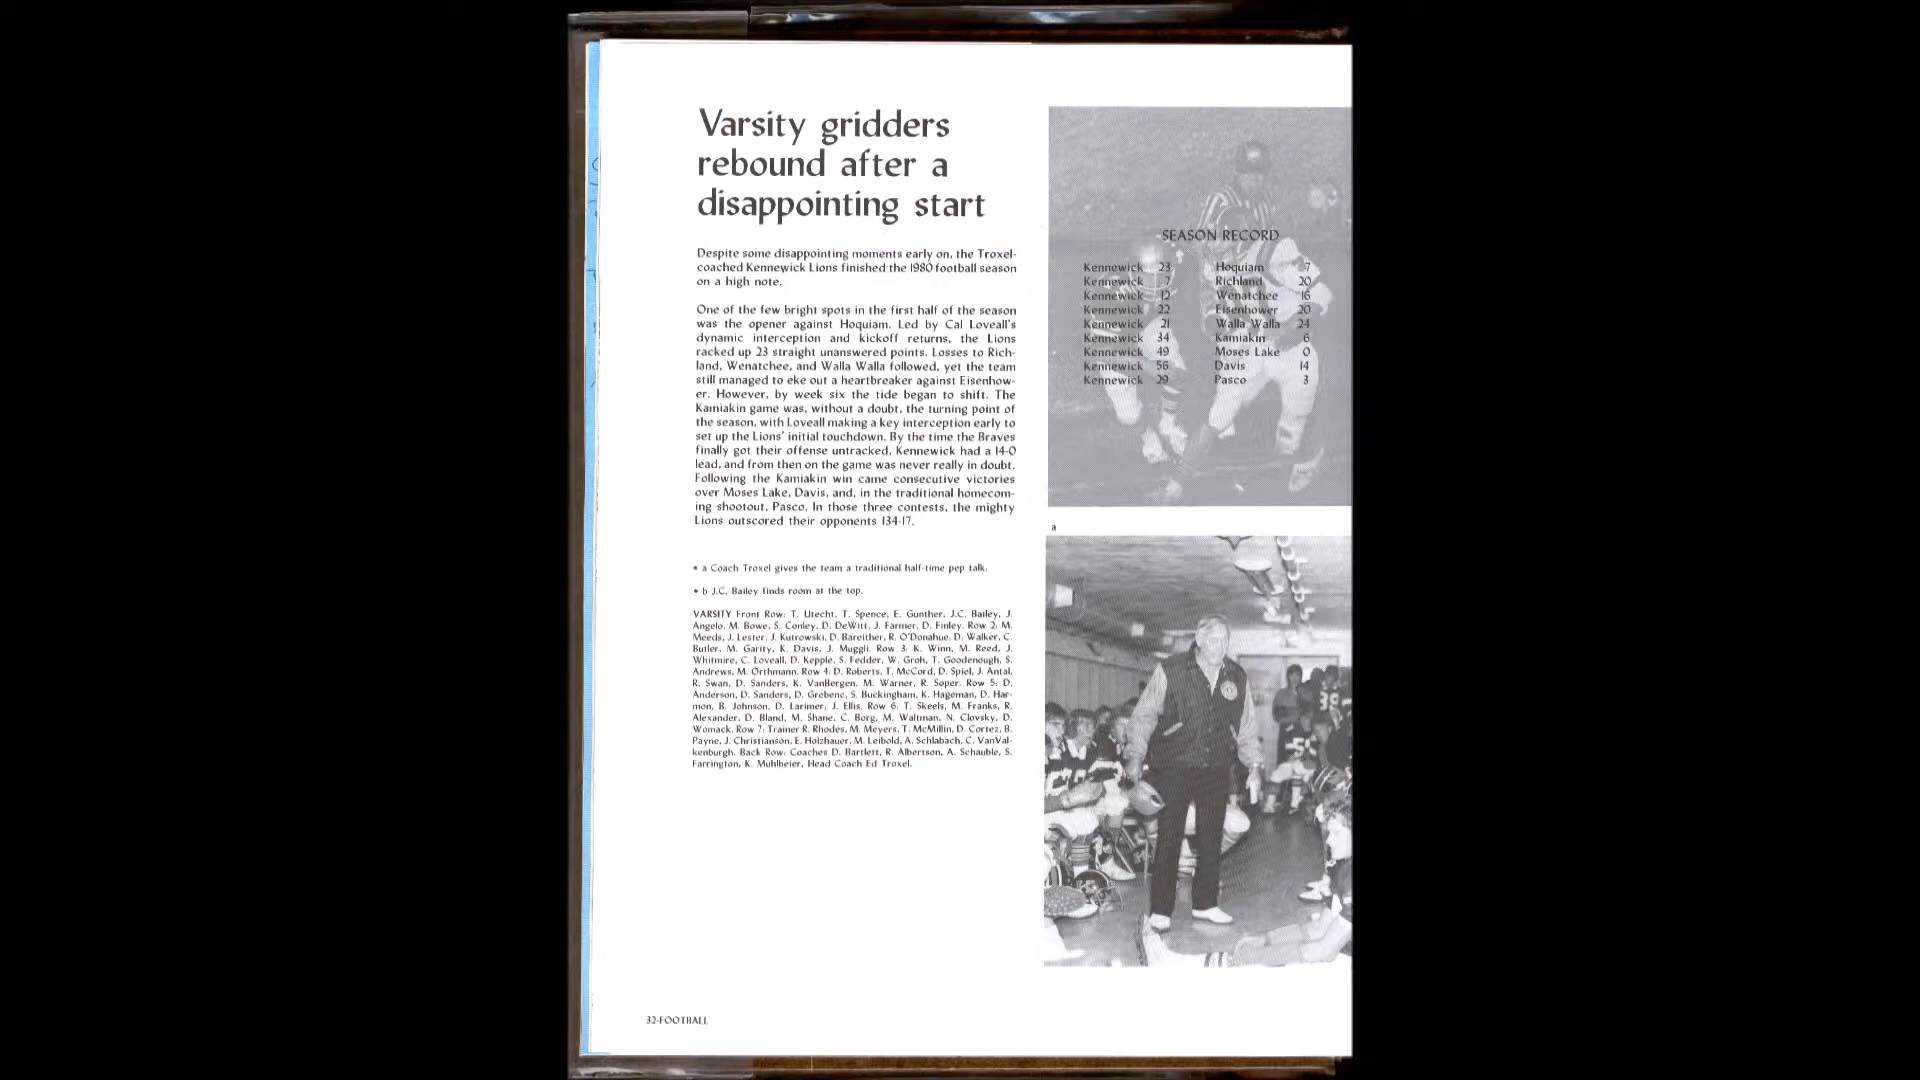 Varsity gridders
rebound after a
disappointing start
Despite some disappointing moments early on, the Troxel-
coached Kennewick Lions finished the 1980 football season
on a high note.
One of the few bright spots in the first half of the season
was the opener against Hoquiam. Led by Cal Loveall's
dynamic interception and kickoff returns, the Lions
racked up 23 straight unanswered points. Losses to Rich-
land, Wenatchee, and Walla Walla followed, yet the team
still managed to eke out a heartbreaker against Eisenhow-
er. However, by week six the tide began to shift. The
Kamiakin game was, without a doubt, the turning point of
the season, with Loveall making a key interception early to
set up the Lions' initial touchdown. By the time the Braves
finally got their offense untracked, Kennewick had a 14-0
lead, and from then on the game was never really in doubt.
Following the Kamiakin win came consecutive victories
over Moses Lake, Davis, and, in the traditional homecom-
ing shootout, Pasco. In those three contests, the mighty
Lions outscored their opponents 134-17.
• a Coach Troxel gives the team a traditional half-time pep talk.
• b J.C. Bailey finds room at the top.
VARSITY Front Row: T. Utecht, T. Spence, E. Gunther, J.C. Bailey, J.
Angelo, M. Bowe, S. Conley, D. DeWitt, J. Farmer, D. Finley. Row 2: M.
Meeds, J. Lester, J. Kutrowski, D. Bareither, R. O'Donahue, D. Walker, C.
Butler, M. Garity, K. Davis, J. Muggli. Row 3: K. Winn, M. Reed, J.
Whitmire, C. Loveall, D. Kepple, S. Fedder, W. Groh, T. Goodenough, S.
Andrews, M. Orthmann. Row 4: D. Roberts, T. McCord, D. Spiel, J. Antal,
R. Swan, D. Sanders, K. VanBergen, M. Warner, R. Soper. Row 5: D.
Anderson, D. Sanders, D. Grebenc, S. Buckingham, K. Hageman, D. Har-
mon, B. Johnson, D. Larimer, J. Ellis. Row 6: T. Skeels, M. Franks, R.
Alexander, D. Bland, M. Shane, C. Borg, M. Waltman, N. Clovsky, D.
Womack. Row 7: Trainer R. Rhodes, M. Meyers, T. McMillin, D. Cortez, B.
Payne, J. Christianson, E. Holzhauer, M. Leibold, A. Schlabach, C. VanVal-
kenburgh. Back Row: Coaches D. Bartlett, R. Albertson, A. Schauble, S.
Farrington, K. Muhlbeier, Head Coach Ed Troxel.
32-FOOTBALL
SEASON RECORD
Kennewick 23 Hoquiam 7
Kennewick 7 Richland 20
Kennewick 12 Wenatchee 16
Kennewick 22 Eisenhower 20
Kennewick 21 Walla Walla 24
Kennewick 34 Kamiakin 6
Kennewick 49 Moses Lake 0
Kennewick 56 Davis 14
Kennewick 29 Pasco 3
a